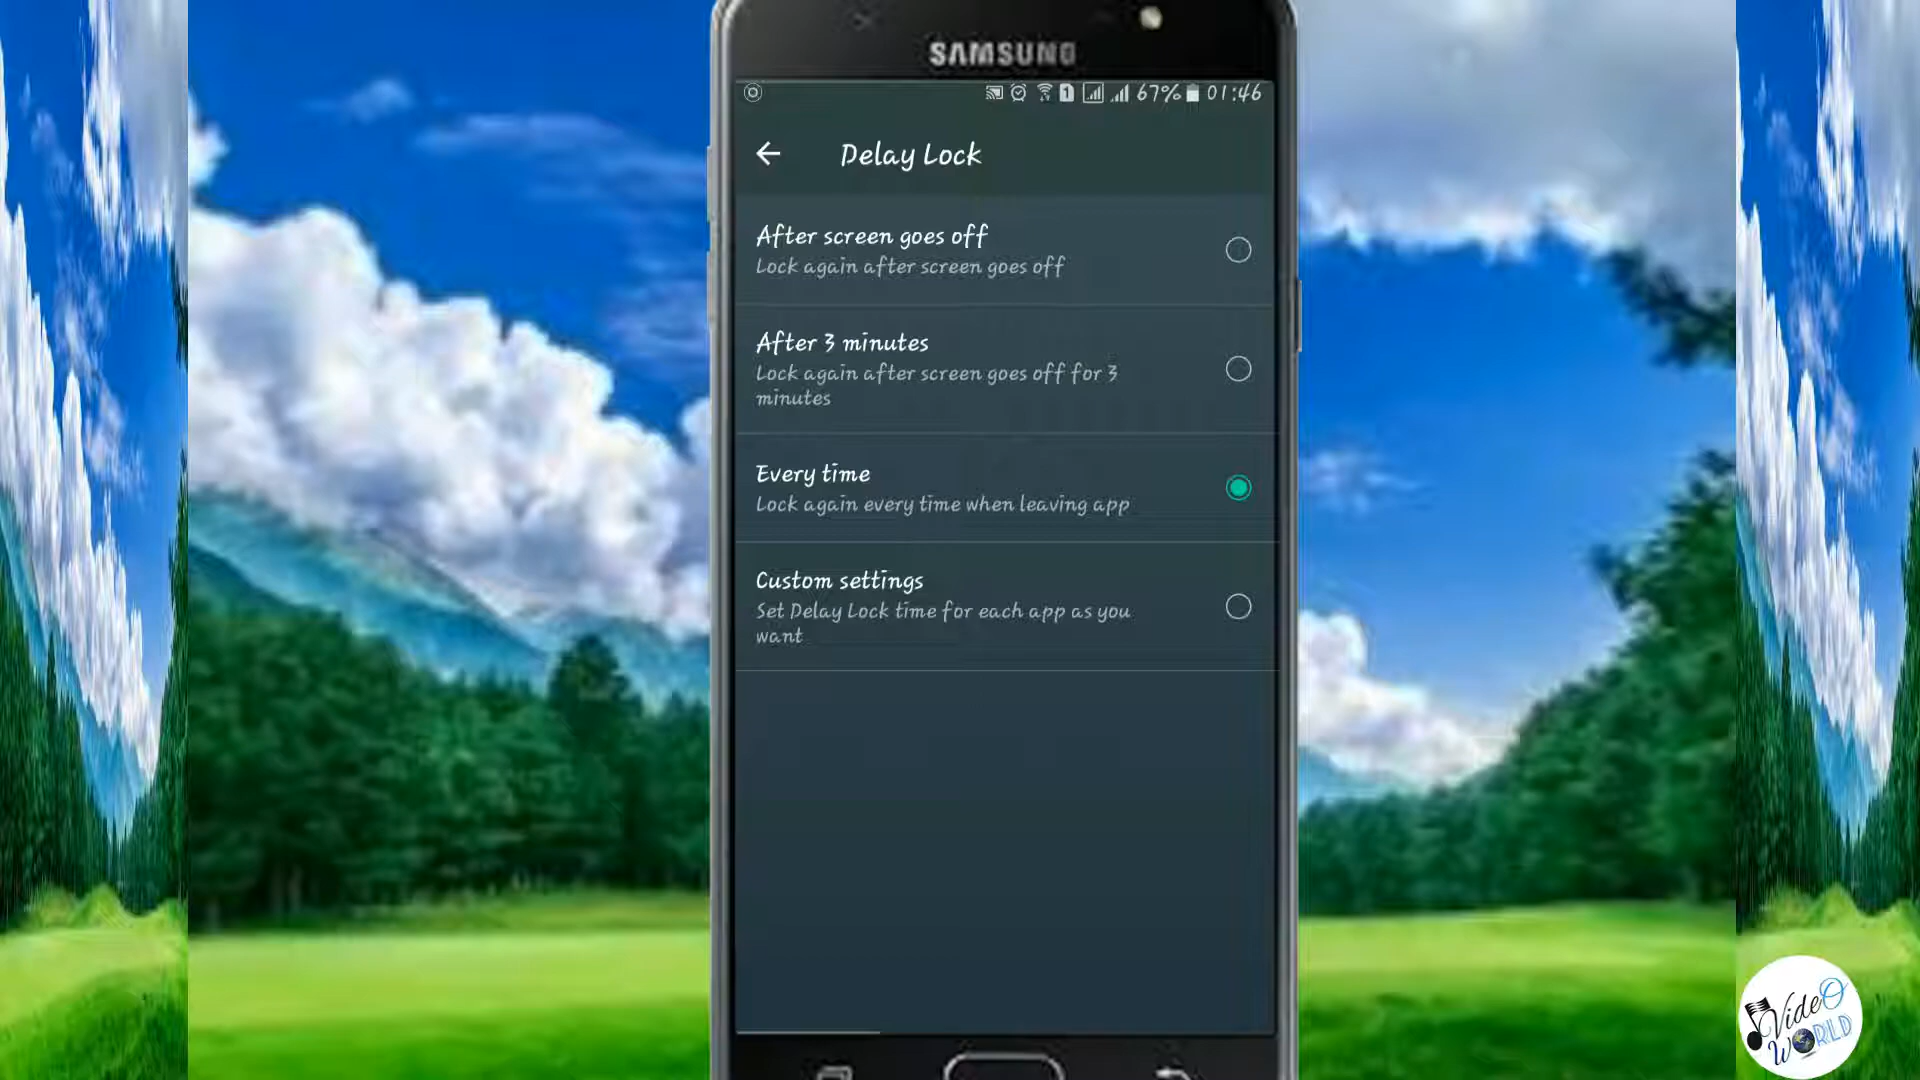 SAMSUNG
1 67% 01:46
Delay Lock
After screen goes off
Lock again after screen goes off
After 3 minutes
Lock again after screen goes off for 3
minutes
Every time
Lock again every time when leaving app
Custom settings
Set Delay Lock time for each app as you
want
VideO
WORLD